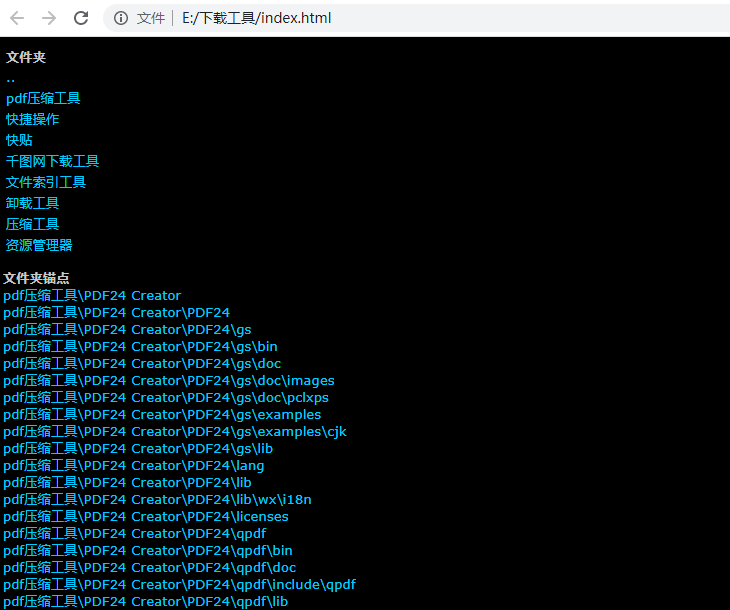 文件 | E:/下载工具/index.html
文件夹
..
pdf压缩工具
快捷操作
快贴
千图网下载工具
文件索引工具
卸载工具
压缩工具
资源管理器
文件夹锚点
pdf压缩工具\PDF24 Creator
pdf压缩工具\PDF24 Creator\PDF24
pdf压缩工具\PDF24 Creator\PDF24\gs
pdf压缩工具\PDF24 Creator\PDF24\gs\bin
pdf压缩工具\PDF24 Creator\PDF24\gs\doc
pdf压缩工具\PDF24 Creator\PDF24\gs\doc\images
pdf压缩工具\PDF24 Creator\PDF24\gs\doc\pclxps
pdf压缩工具\PDF24 Creator\PDF24\gs\examples
pdf压缩工具\PDF24 Creator\PDF24\gs\examples\cjk
pdf压缩工具\PDF24 Creator\PDF24\gs\lib
pdf压缩工具\PDF24 Creator\PDF24\lang
pdf压缩工具\PDF24 Creator\PDF24\lib
pdf压缩工具\PDF24 Creator\PDF24\lib\wx\i18n
pdf压缩工具\PDF24 Creator\PDF24\licenses
pdf压缩工具\PDF24 Creator\PDF24\qpdf
pdf压缩工具\PDF24 Creator\PDF24\qpdf\bin
pdf压缩工具\PDF24 Creator\PDF24\qpdf\doc
pdf压缩工具\PDF24 Creator\PDF24\qpdf\include\qpdf
pdf压缩工具\PDF24 Creator\PDF24\qpdf\lib